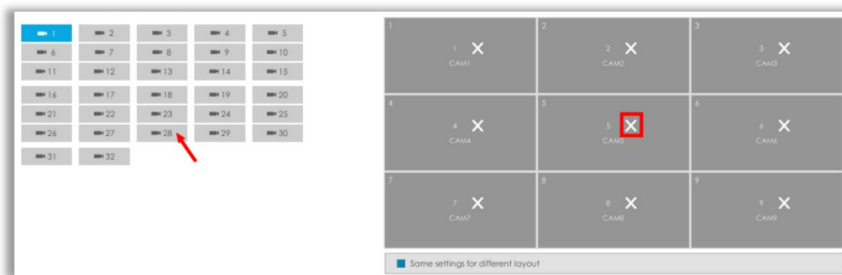 1 2 3 4 5
6 7 8 9 10
11 12 13 14 15
16 17 18 19 20
21 22 23 24 25
26 27 28 29 30
31 32
1 2 3
1 2 3
CAM1 CAM2 CAM3
4 5 6
4 5 6
CAM4 CAM5 CAM6
7 8 9
7 8 9
CAM7 CAM8 CAM9
Same settings for different layout